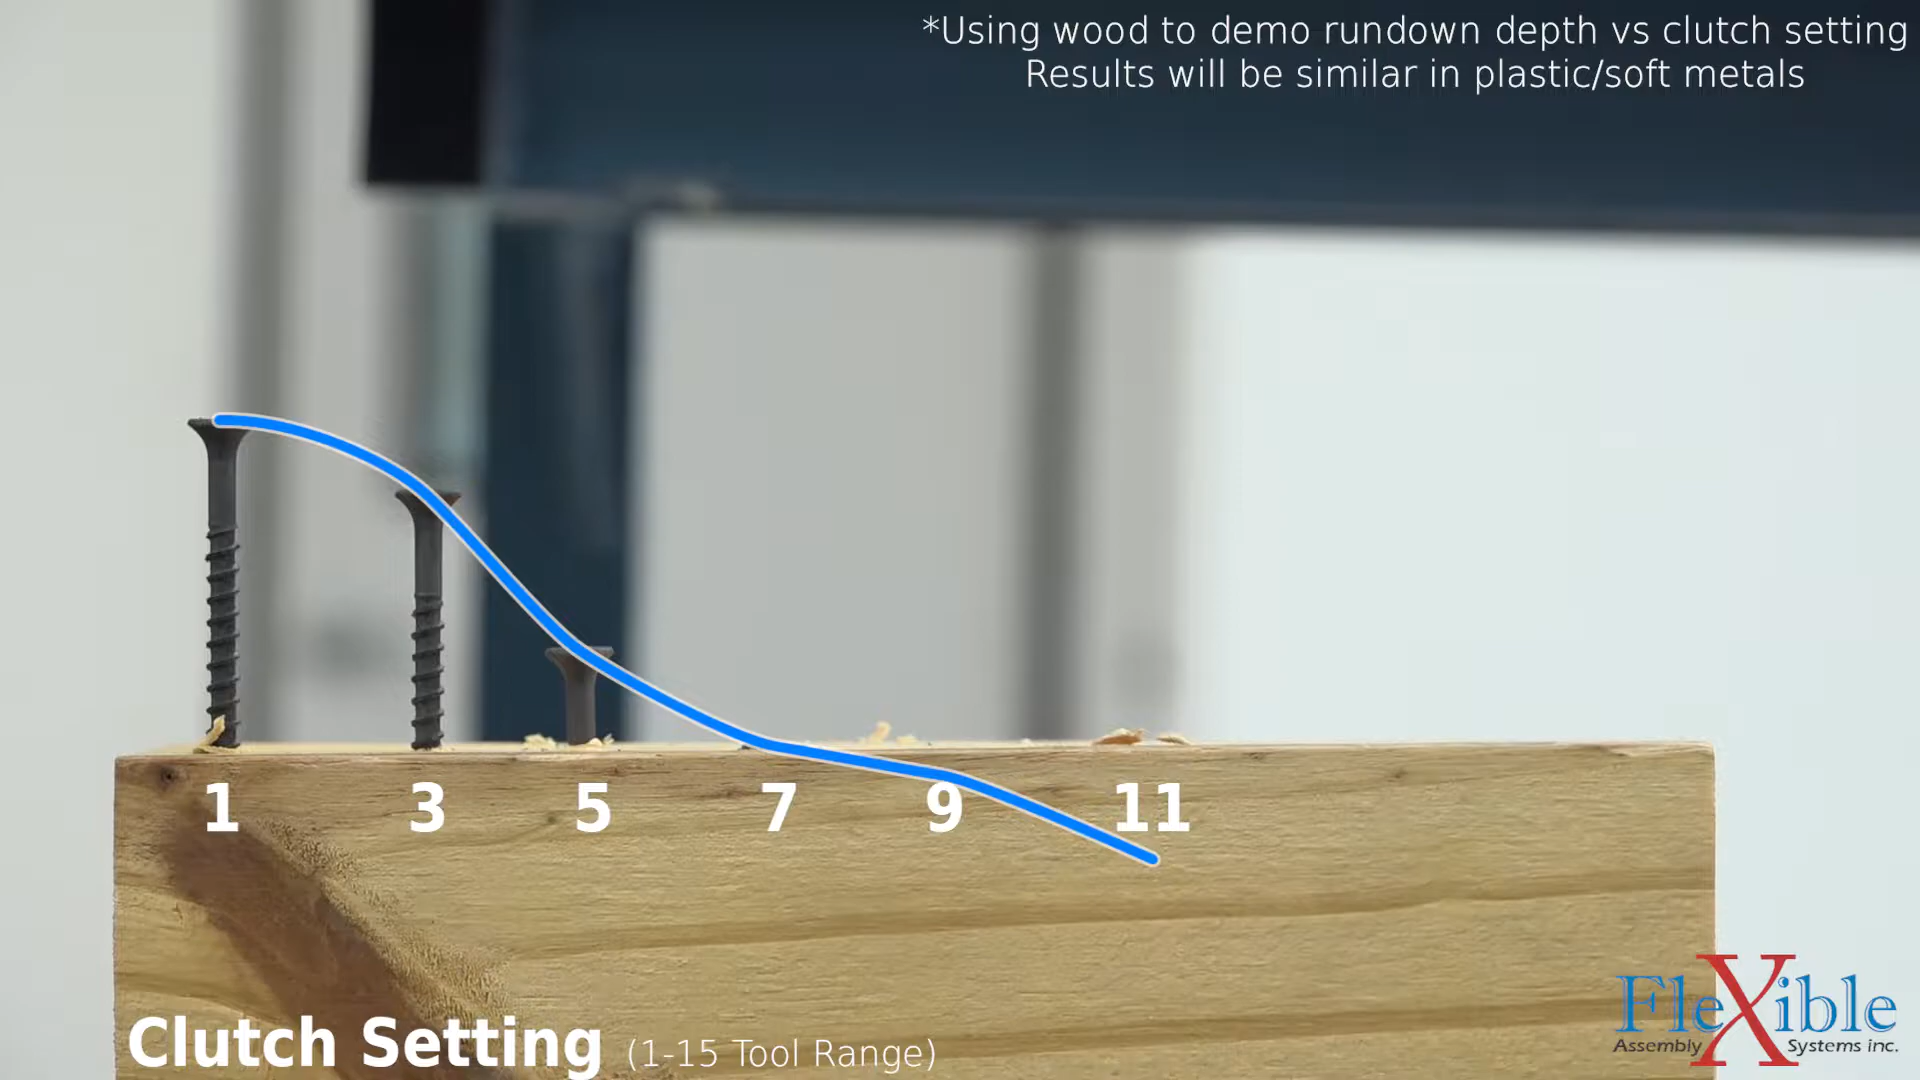 *Using wood to demo rundown depth vs clutch setting
Results will be similar in plastic/soft metals
1 3 5 7 9 11
Clutch Setting (1-15 Tool Range)
FleXible
Assembly Systems inc.